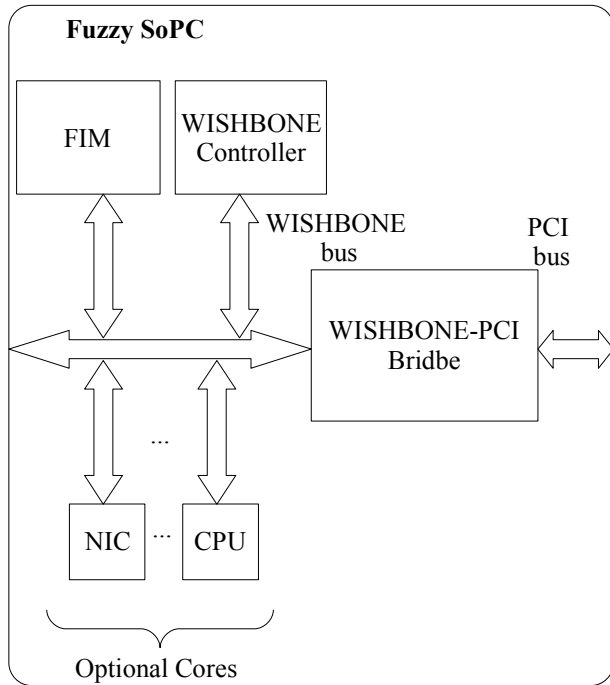 Fuzzy SoPC
FIM
WISHBONE
Controller
WISHBONE
bus
PCI
bus
WISHBONE-PCI
Bridbe
...
NIC
...
CPU
Optional Cores